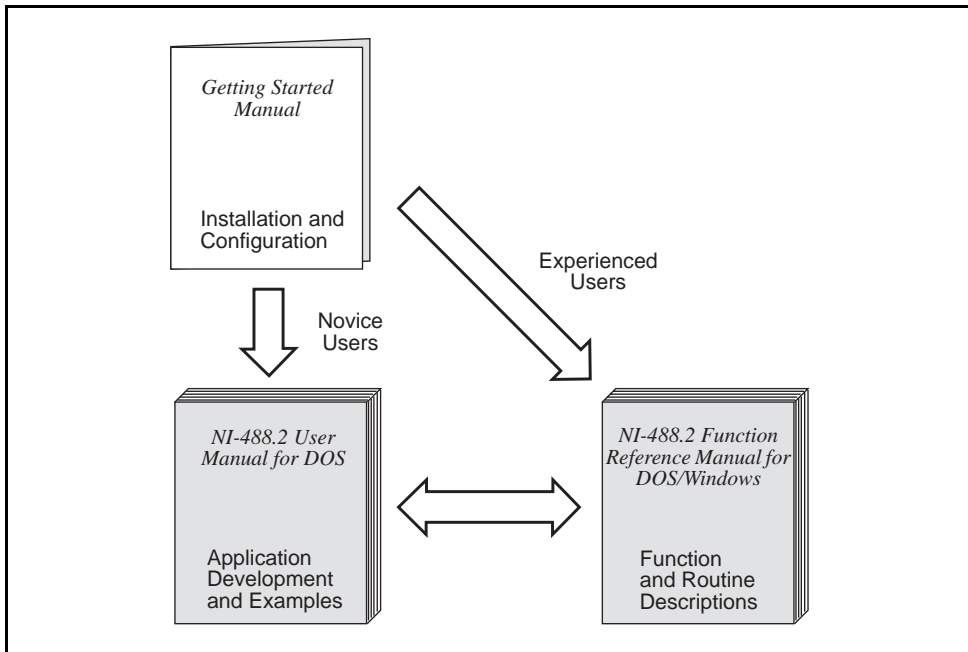 Getting Started
Manual
Installation and
Configuration
Experienced
Users
Novice
Users
NI-488.2 User
Manual for DOS
Application
Development
and Examples
NI-488.2 Function
Reference Manual for
DOS/Windows
Function
and Routine
Descriptions